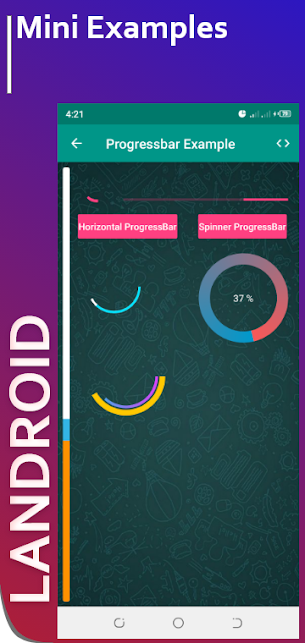 Mini Examples
4:21
Progressbar Example
Horizontal ProgressBar
Spinner ProgressBar
37 %
LANDROID